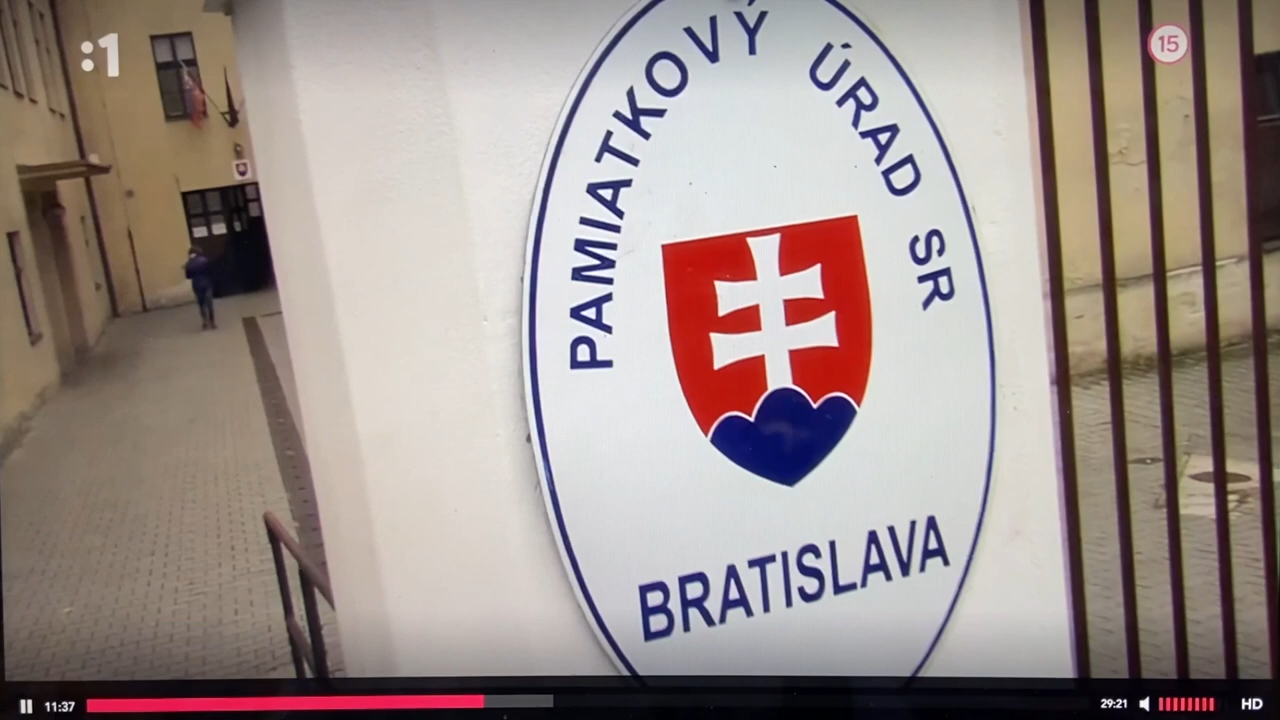 :1
15
PAMIATKOVÝ ÚRAD SR
BRATISLAVA
11:37
29:21
HD